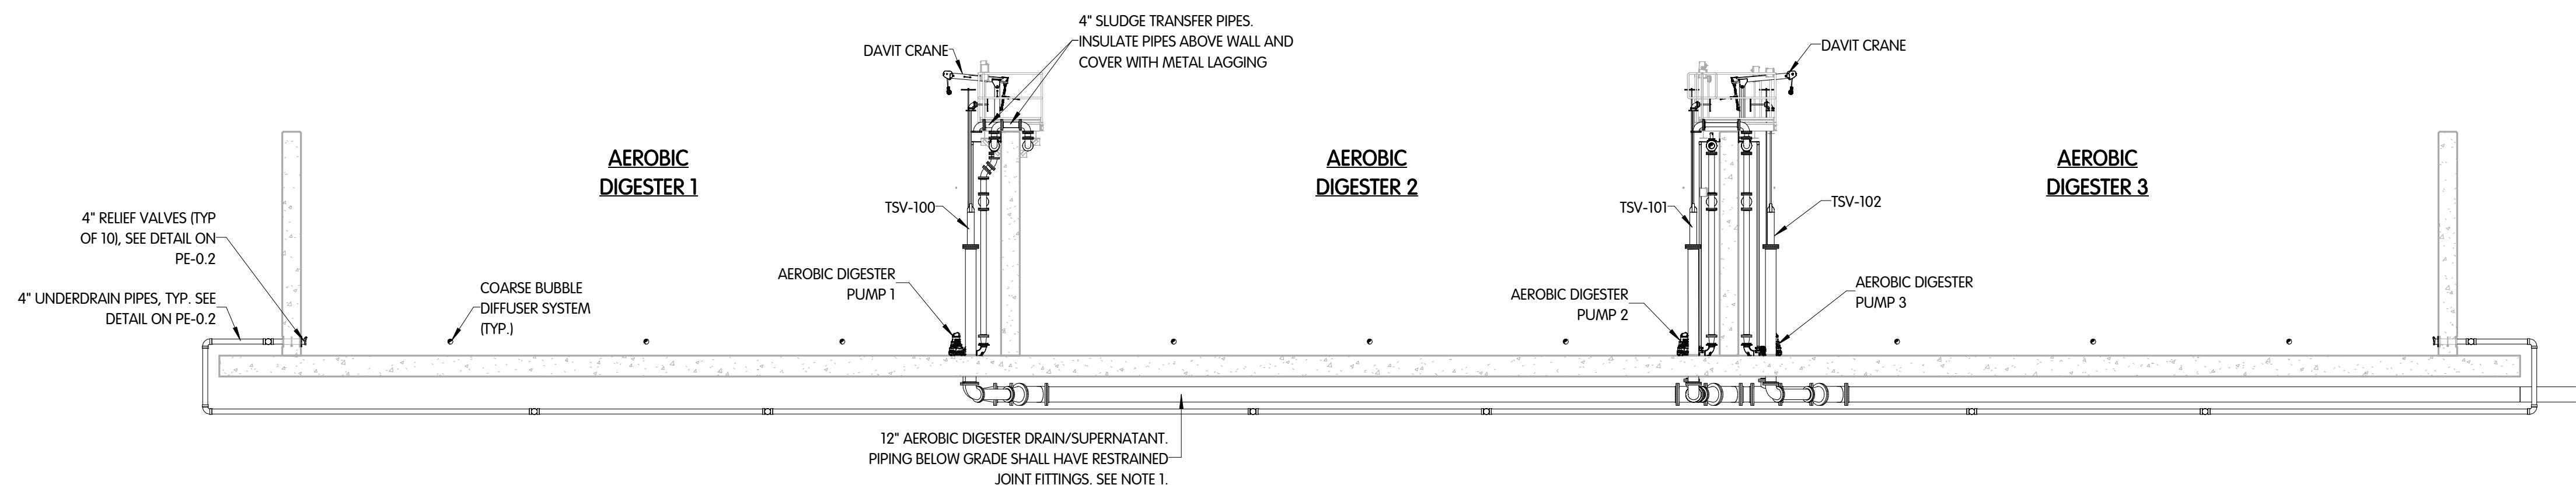 4" SLUDGE TRANSFER PIPES.
INSULATE PIPES ABOVE WALL AND
COVER WITH METAL LAGGING
DAVIT CRANE
DAVIT CRANE
AEROBIC
DIGESTER 1
AEROBIC
DIGESTER 2
AEROBIC
DIGESTER 3
TSV-100
TSV-101
TSV-102
4" RELIEF VALVES (TYP
OF 10), SEE DETAIL ON
PE-0.2
4" UNDERDRAIN PIPES, TYP. SEE
DETAIL ON PE-0.2
COARSE BUBBLE
DIFFUSER SYSTEM
(TYP.)
AEROBIC DIGESTER
PUMP 1
AEROBIC DIGESTER
PUMP 2
AEROBIC DIGESTER
PUMP 3
12" AEROBIC DIGESTER DRAIN/SUPERNATANT.
PIPING BELOW GRADE SHALL HAVE RESTRAINED
JOINT FITTINGS. SEE NOTE 1.